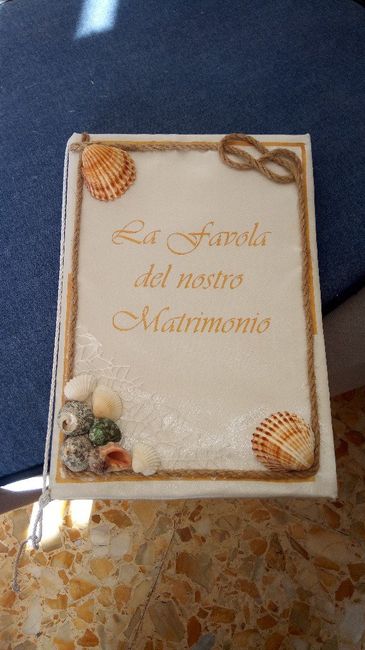 La Favola
del nostro
Matrimonio